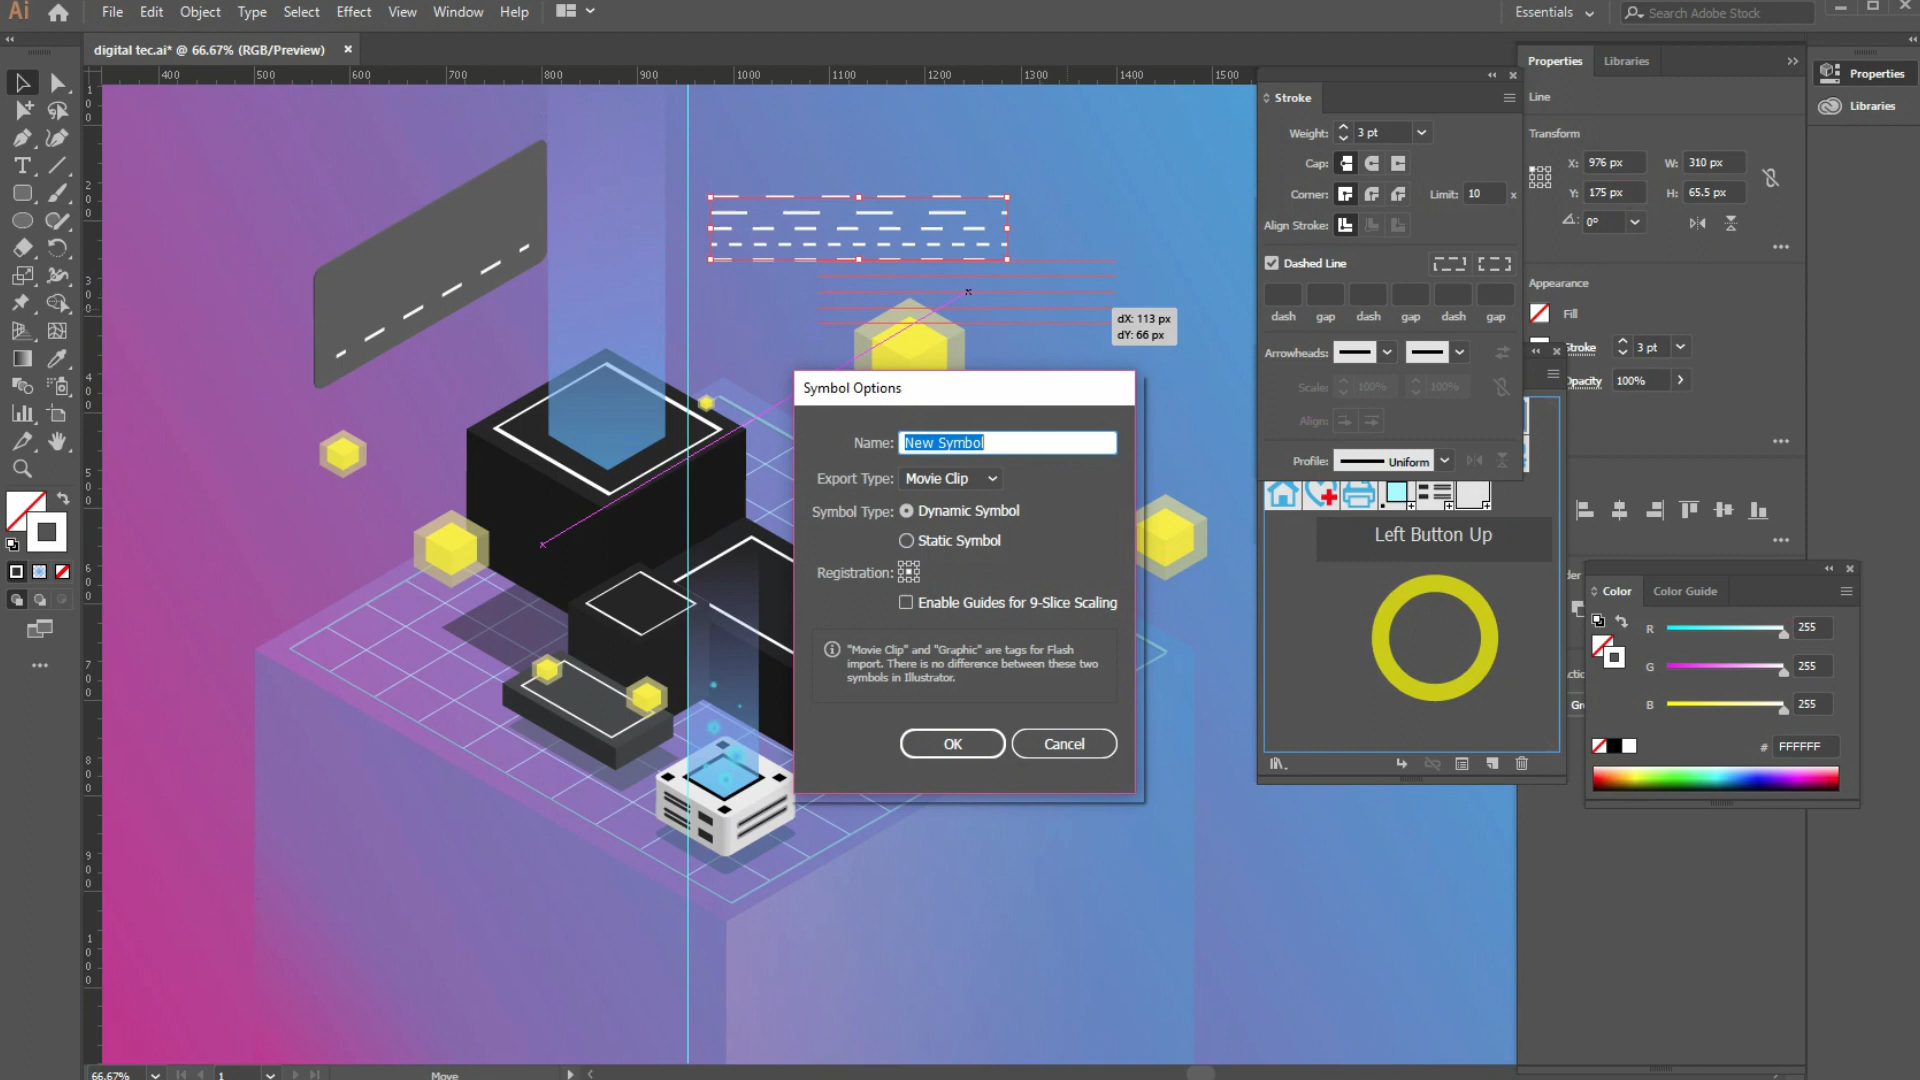 Ai File Edit Object Type Select Effect View Window Help Essentials Search Adobe Stock
digital tec.ai* @ 66.67% (RGB/Preview) ×
400 500 600 700 800 900 1000 1100 1200 1300 1400 1500
Stroke
Weight: 3 pt
Cap:
Corner: Limit: 10 x
Align Stroke:
Dashed Line
dash gap dash gap dash gap
Arrowheads:
Scale: 100% 100%
Align:
Profile: Uniform
Properties Libraries
Line
Transform
X: 976 px W: 310 px
Y: 175 px H: 65.5 px
0°
Appearance
Fill
Stroke 3 pt
Opacity 100%
Properties
Libraries
dX: 113 px
dY: 66 px
Symbol Options
Name: New Symbol
Export Type: Movie Clip
Symbol Type: Dynamic Symbol
Static Symbol
Registration:
Enable Guides for 9-Slice Scaling
"Movie Clip" and "Graphic" are tags for Flash
import. There is no difference between these two
symbols in Illustrator.
OK Cancel
Left Button Up
Color Color Guide
R 255
G 255
B 255
# FFFFFF
66.67% 1 Move